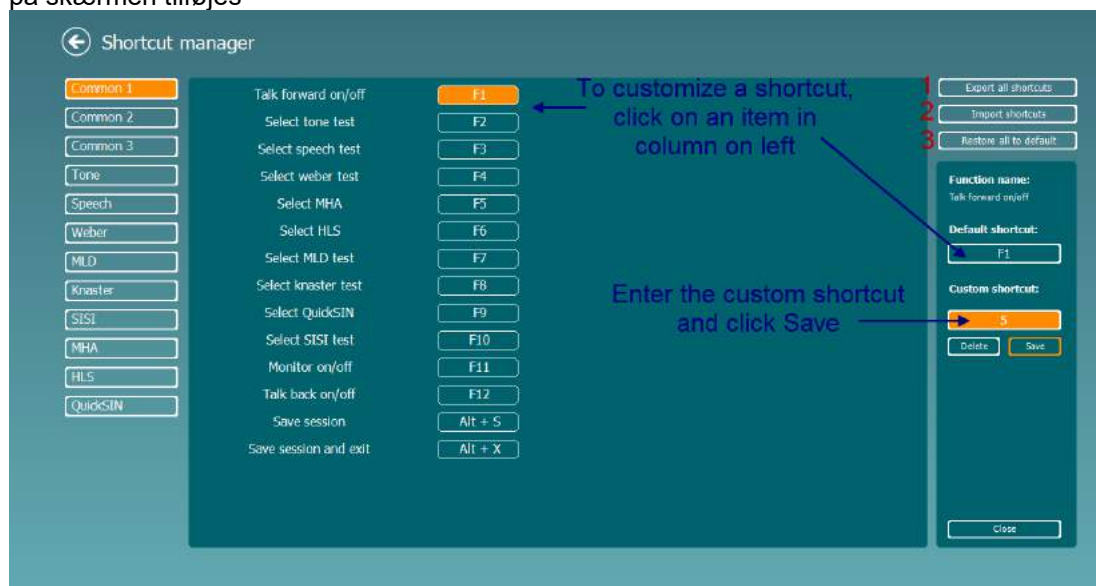 på skærmen tilføjes
Shortcut manager
Common 1
Common 2
Common 3
Tone
Speech
Weber
MLD
Knaster
SISI
MHA
HLS
QuickSIN
Talk forward on/off F1
Select tone test F2
Select speech test F3
Select weber test F4
Select MHA F5
Select HLS F6
Select MLD test F7
Select knaster test F8
Select QuickSIN F9
Select SISI test F10
Monitor on/off F11
Talk back on/off F12
Save session Alt + S
Save session and exit Alt + X
To customize a shortcut,
click on an item in
column on left
Enter the custom shortcut
and click Save
1 Export all shortcuts
2 Import shortcuts
3 Restore all to default
Function name:
Talk forward on/off
Default shortcut:
F1
Custom shortcut:
S
Delete Save
Close